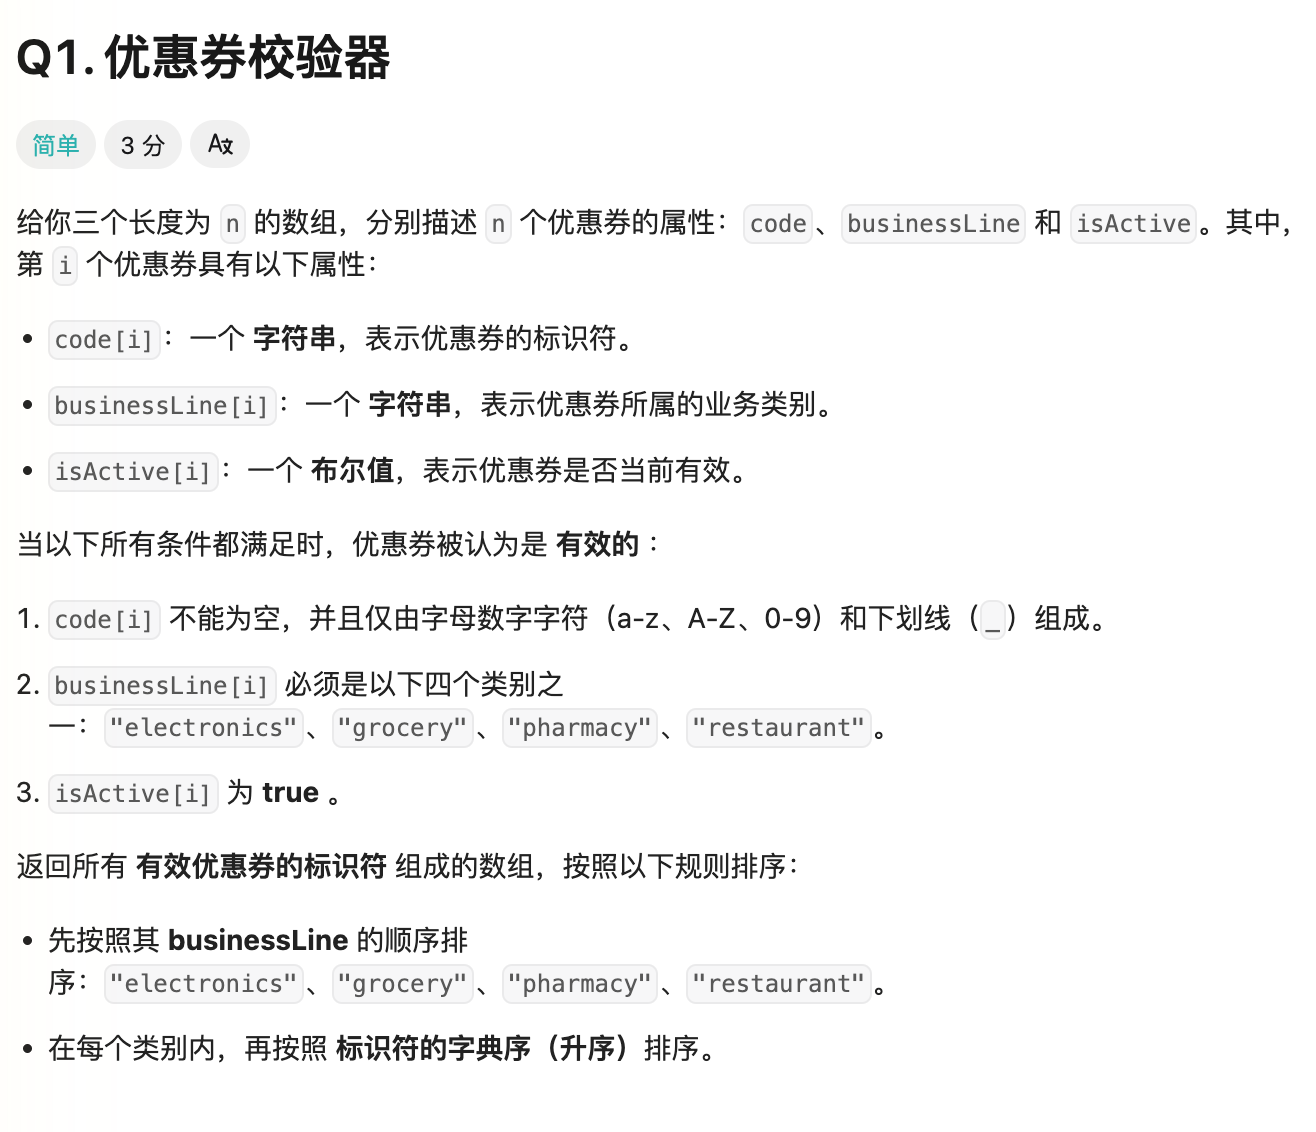 Q1. 优惠券校验器
简单 3 分
给你三个长度为 n 的数组，分别描述 n 个优惠券的属性：code、businessLine 和 isActive。其中，
第 i 个优惠券具有以下属性：
• code[i]：一个 字符串，表示优惠券的标识符。
• businessLine[i]：一个 字符串，表示优惠券所属的业务类别。
• isActive[i]：一个 布尔值，表示优惠券是否当前有效。
当以下所有条件都满足时，优惠券被认为是 有效的 ：
1. code[i] 不能为空，并且仅由字母数字字符（a-z、A-Z、0-9）和下划线（_）组成。
2. businessLine[i] 必须是以下四个类别之
一："electronics"、"grocery"、"pharmacy"、"restaurant"。
3. isActive[i] 为 true 。
返回所有 有效优惠券的标识符 组成的数组，按照以下规则排序：
• 先按照其 businessLine 的顺序排
序："electronics"、"grocery"、"pharmacy"、"restaurant"。
• 在每个类别内，再按照 标识符的字典序（升序）排序。